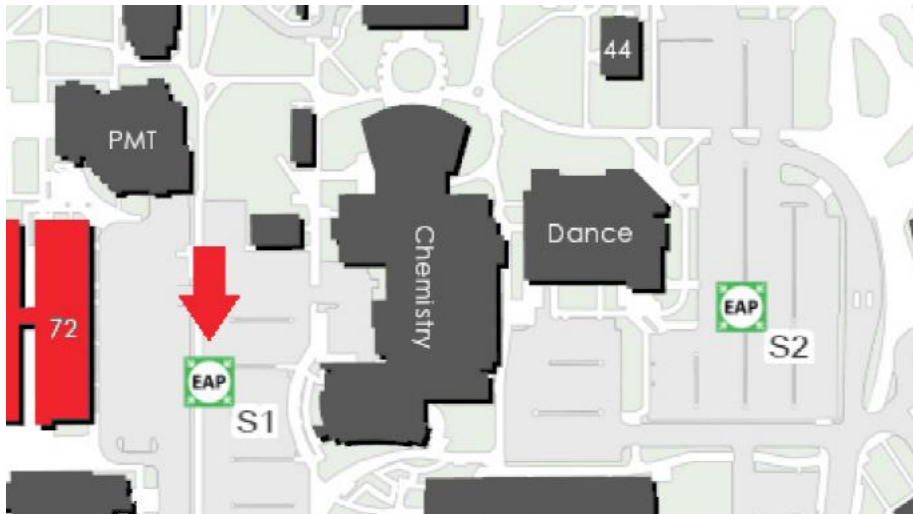 44
PMT
Chemistry
Dance
72
EAP
S1
EAP
S2